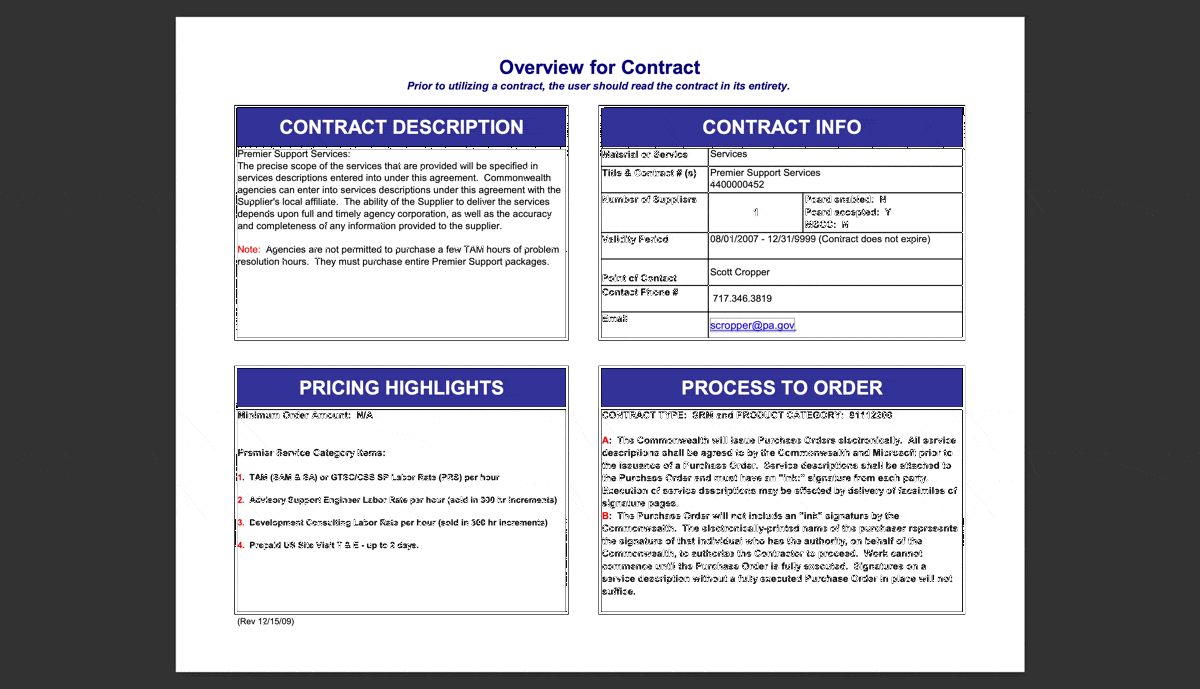 Overview for Contract
Prior to utilizing a contract, the user should read the contract in its entirety.
CONTRACT DESCRIPTION
Premier Support Services:
The precise scope of the services that are provided will be specified in
services descriptions entered into under this agreement. Commonwealth
agencies can enter into services descriptions under this agreement with the
Supplier's local affiliate. The ability of the Supplier to deliver the services
depends upon full and timely agency corporation, as well as the accuracy
and completeness of any information provided to the supplier.
Note: Agencies are not permitted to purchase a few TAM hours of problem
resolution hours. They must purchase entire Premier Support packages.
CONTRACT INFO
Material or Service Services
Title & Contract # (s) Premier Support Services
4400000452
Number of Suppliers 1
Pcard enabled: N
Pcard accepted: Y
MSCC: M
Validity Period 08/01/2007 - 12/31/9999 (Contract does not expire)
Point of Contact Scott Cropper
Contact Phone # 717.346.3819
Email scropper@pa.gov
PRICING HIGHLIGHTS
Minimum Order Amount: N/A
Premier Service Category Items:
1. TAM (SAM & SA) or GTSC/CSS SP Labor Rate (PRS) per hour
2. Advisory Support Engineer Labor Rate per hour (sold in 300 hr increments)
3. Development Consulting Labor Rate per hour (sold in 300 hr increments)
4. Prepaid US Site Visit T & E - up to 2 days.
PROCESS TO ORDER
CONTRACT TYPE: SRM and PRODUCT CATEGORY:
A: The Commonwealth will issue Purchase Orders electronically. All service
descriptions shall be agreed to by the Commonwealth and Microsoft prior to
the issuance of a Purchase Order. Service descriptions shall be attached to
the Purchase Order and must have an "ink:" signature from each party.
Execution of service descriptions may be effected by delivery of facsimiles of
signature pages.
B: The Purchase Order will not include an "ink" signature by the
Commonwealth. The electronically-printed name of the purchaser represents
the signature of that individual who has the authority, on behalf of the
Commonwealth, to authorize the Contractor to proceed. Work cannot
commence until the Purchase Order is fully executed. Signatures on a
service description without a fully executed Purchase Order in place will not
suffice.
(Rev 12/15/09)